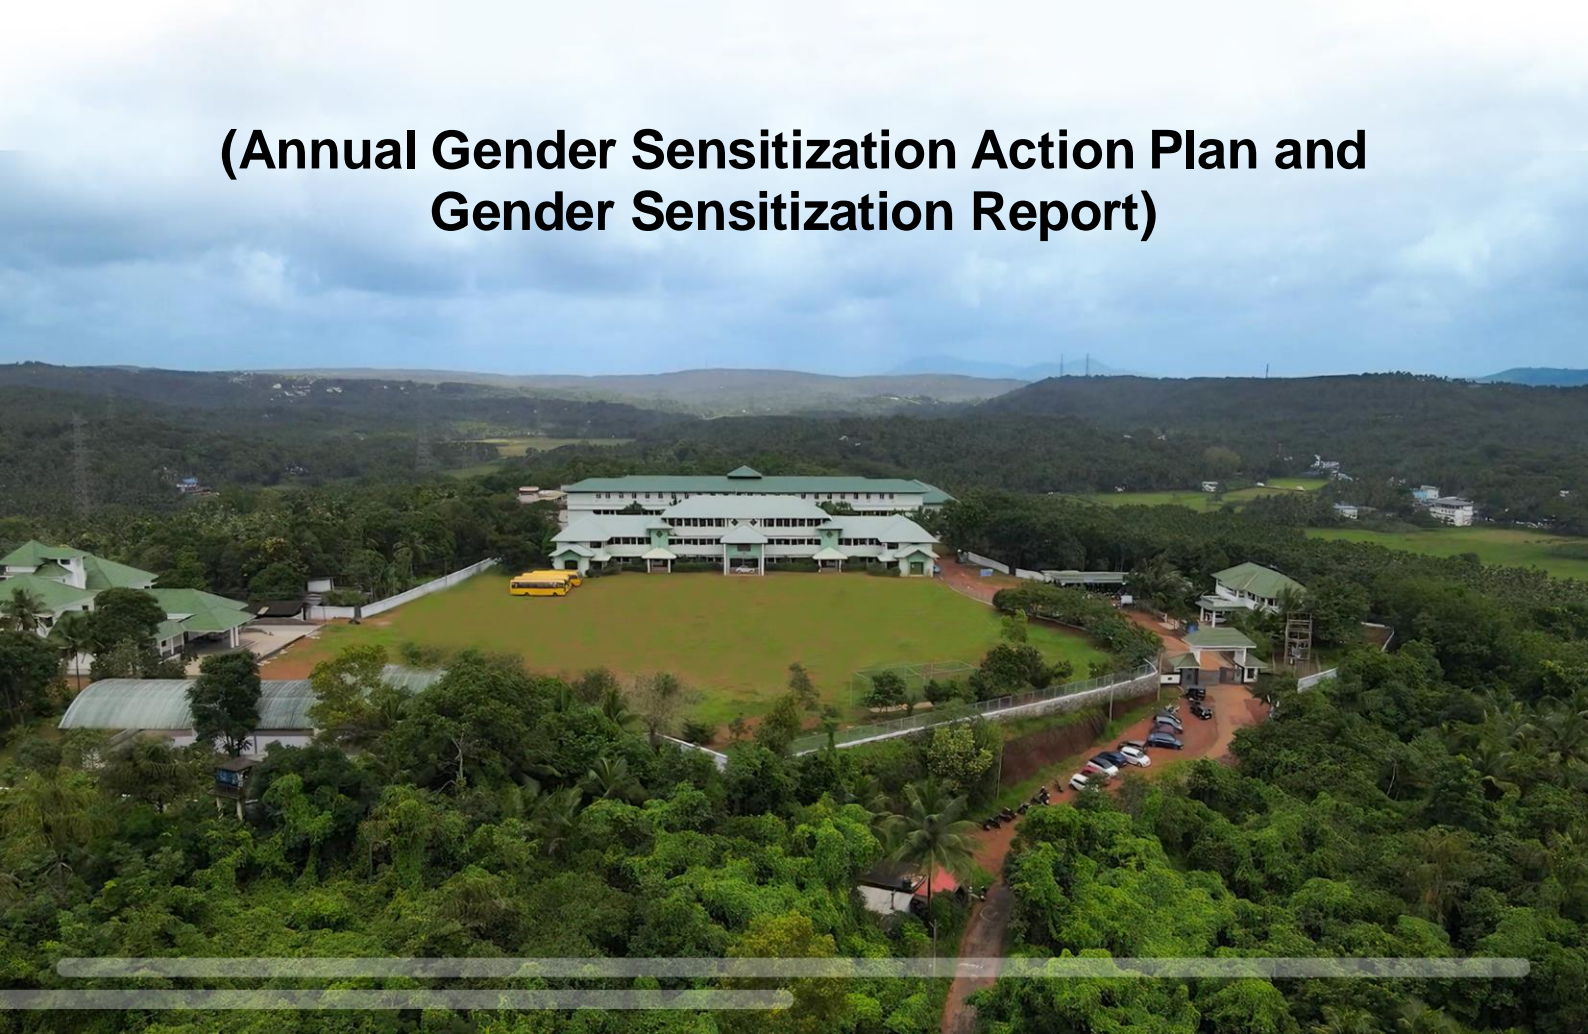 (Annual Gender Sensitization Action Plan and
Gender Sensitization Report)